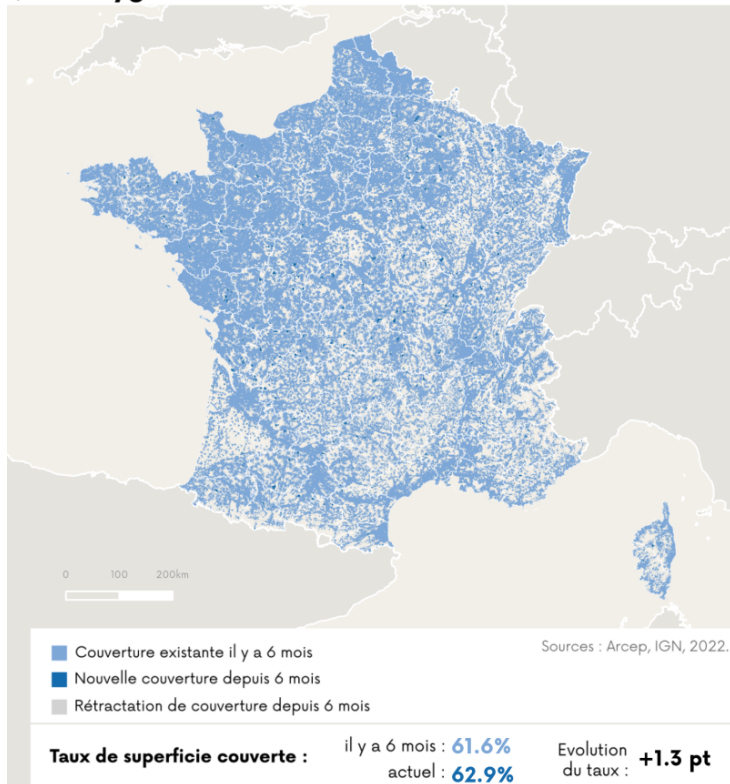 0 100 200km
Couverture existante il y a 6 mois
Sources : Arcep, IGN, 2022.
Nouvelle couverture depuis 6 mois
Rétractation de couverture depuis 6 mois
Taux de superficie couverte :
il y a 6 mois : 61.6%
actuel : 62.9%
Evolution
du taux :
+1.3 pt